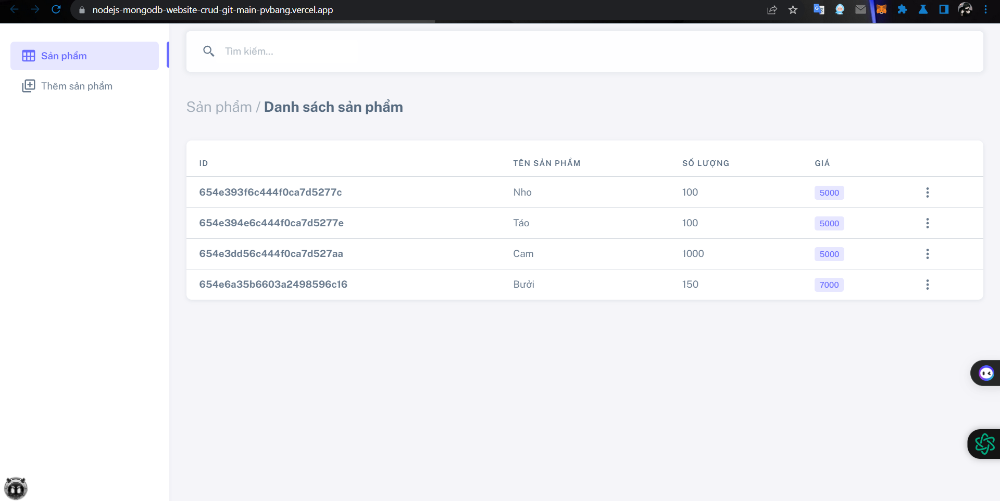 nodejs-mongodb-website-crud-git-main-pvbang.vercel.app
Sản phẩm
Thêm sản phẩm
Tìm kiếm...
Sản phẩm / Danh sách sản phẩm
ID TÊN SẢN PHẨM SỐ LƯỢNG GIÁ
654e393f6c444f0ca7d5277c Nho 100 5000
654e394e6c444f0ca7d5277e Táo 100 5000
654e3dd56c444f0ca7d527aa Cam 1000 5000
654e6a35b6603a2498596c16 Bưởi 150 7000